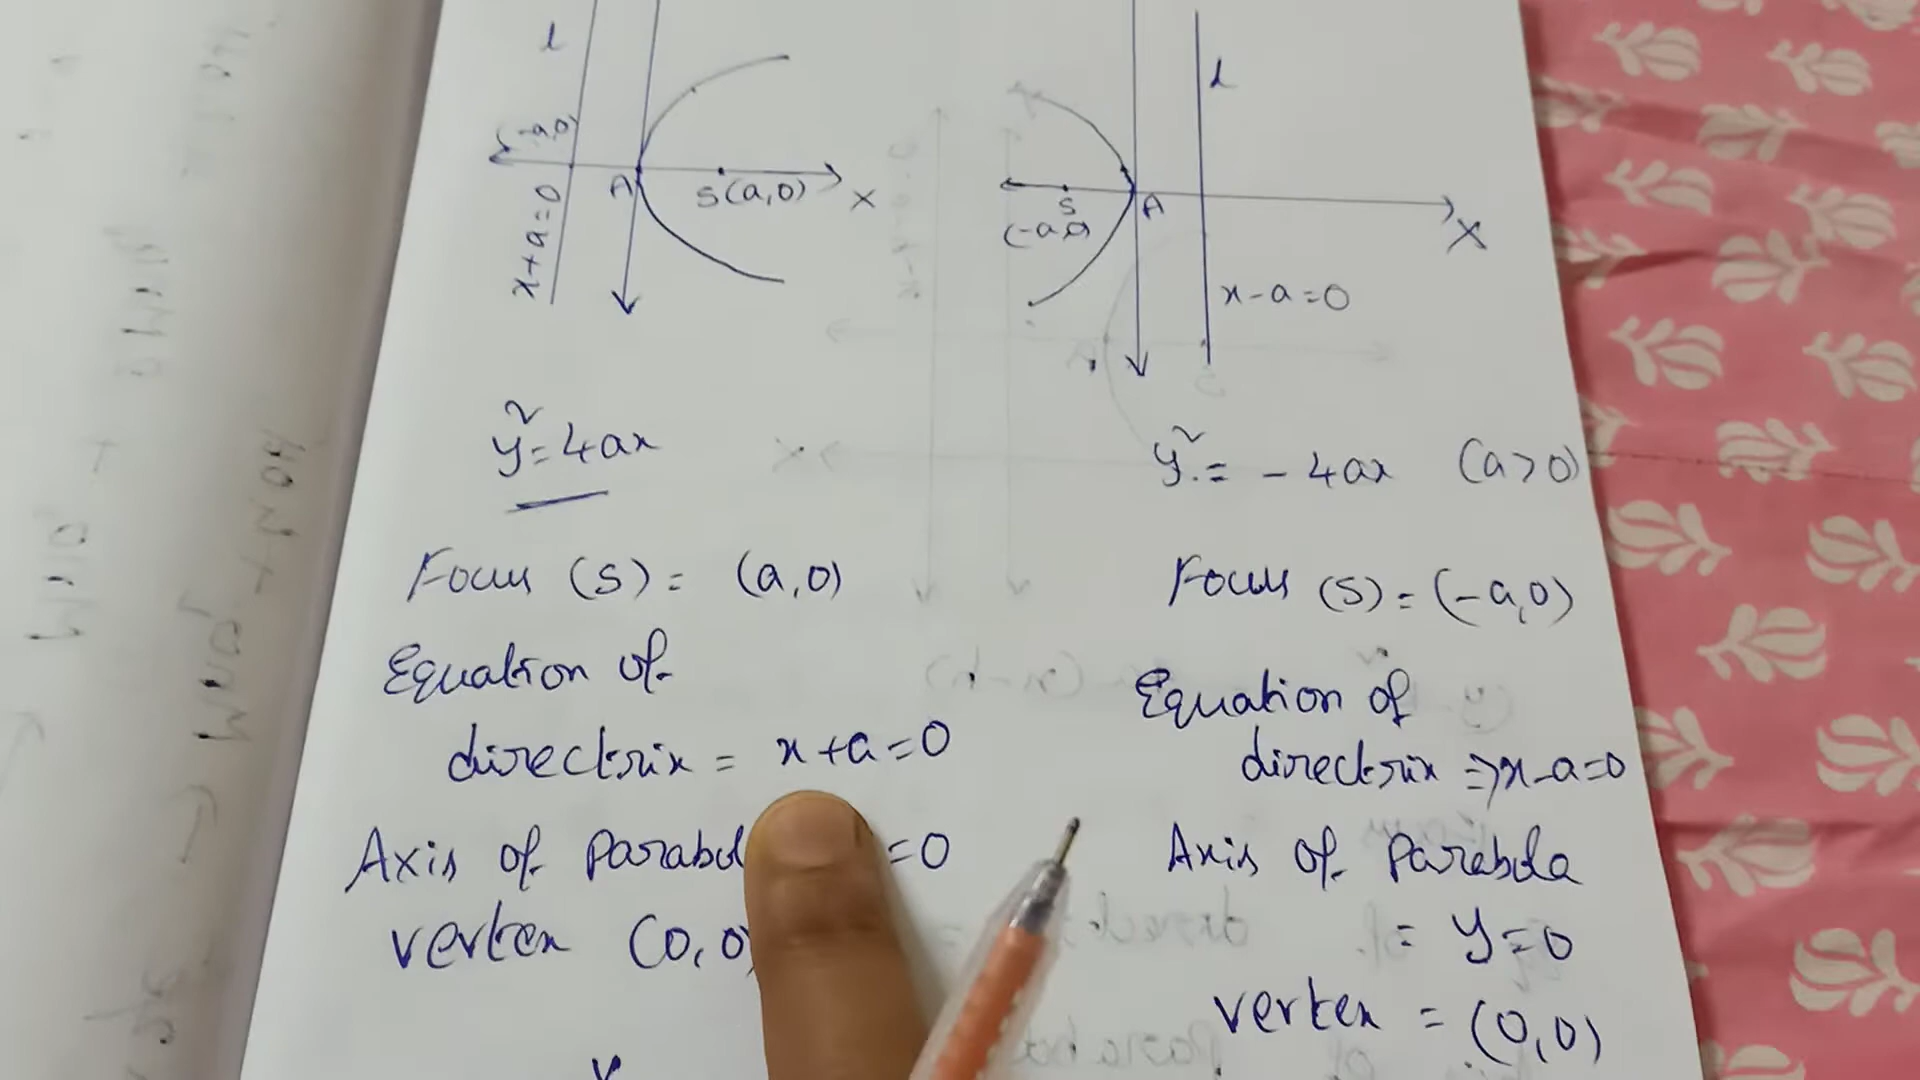 l
(-a,0)
x+a=0
A
S(a,0)
X
l
S
(-a,0)
A
X
x-a=0
y²=4ax
Focus (S) = (a,0)
Equation of
directrix = x+a=0
Axis of Parabol =0
vertex (0,0)
y² = -4ax (a>0)
Focus (S) = (-a,0)
Equation of
directrix ⇒ x-a=0
Axis of Parabola
= y=0
vertex = (0,0)